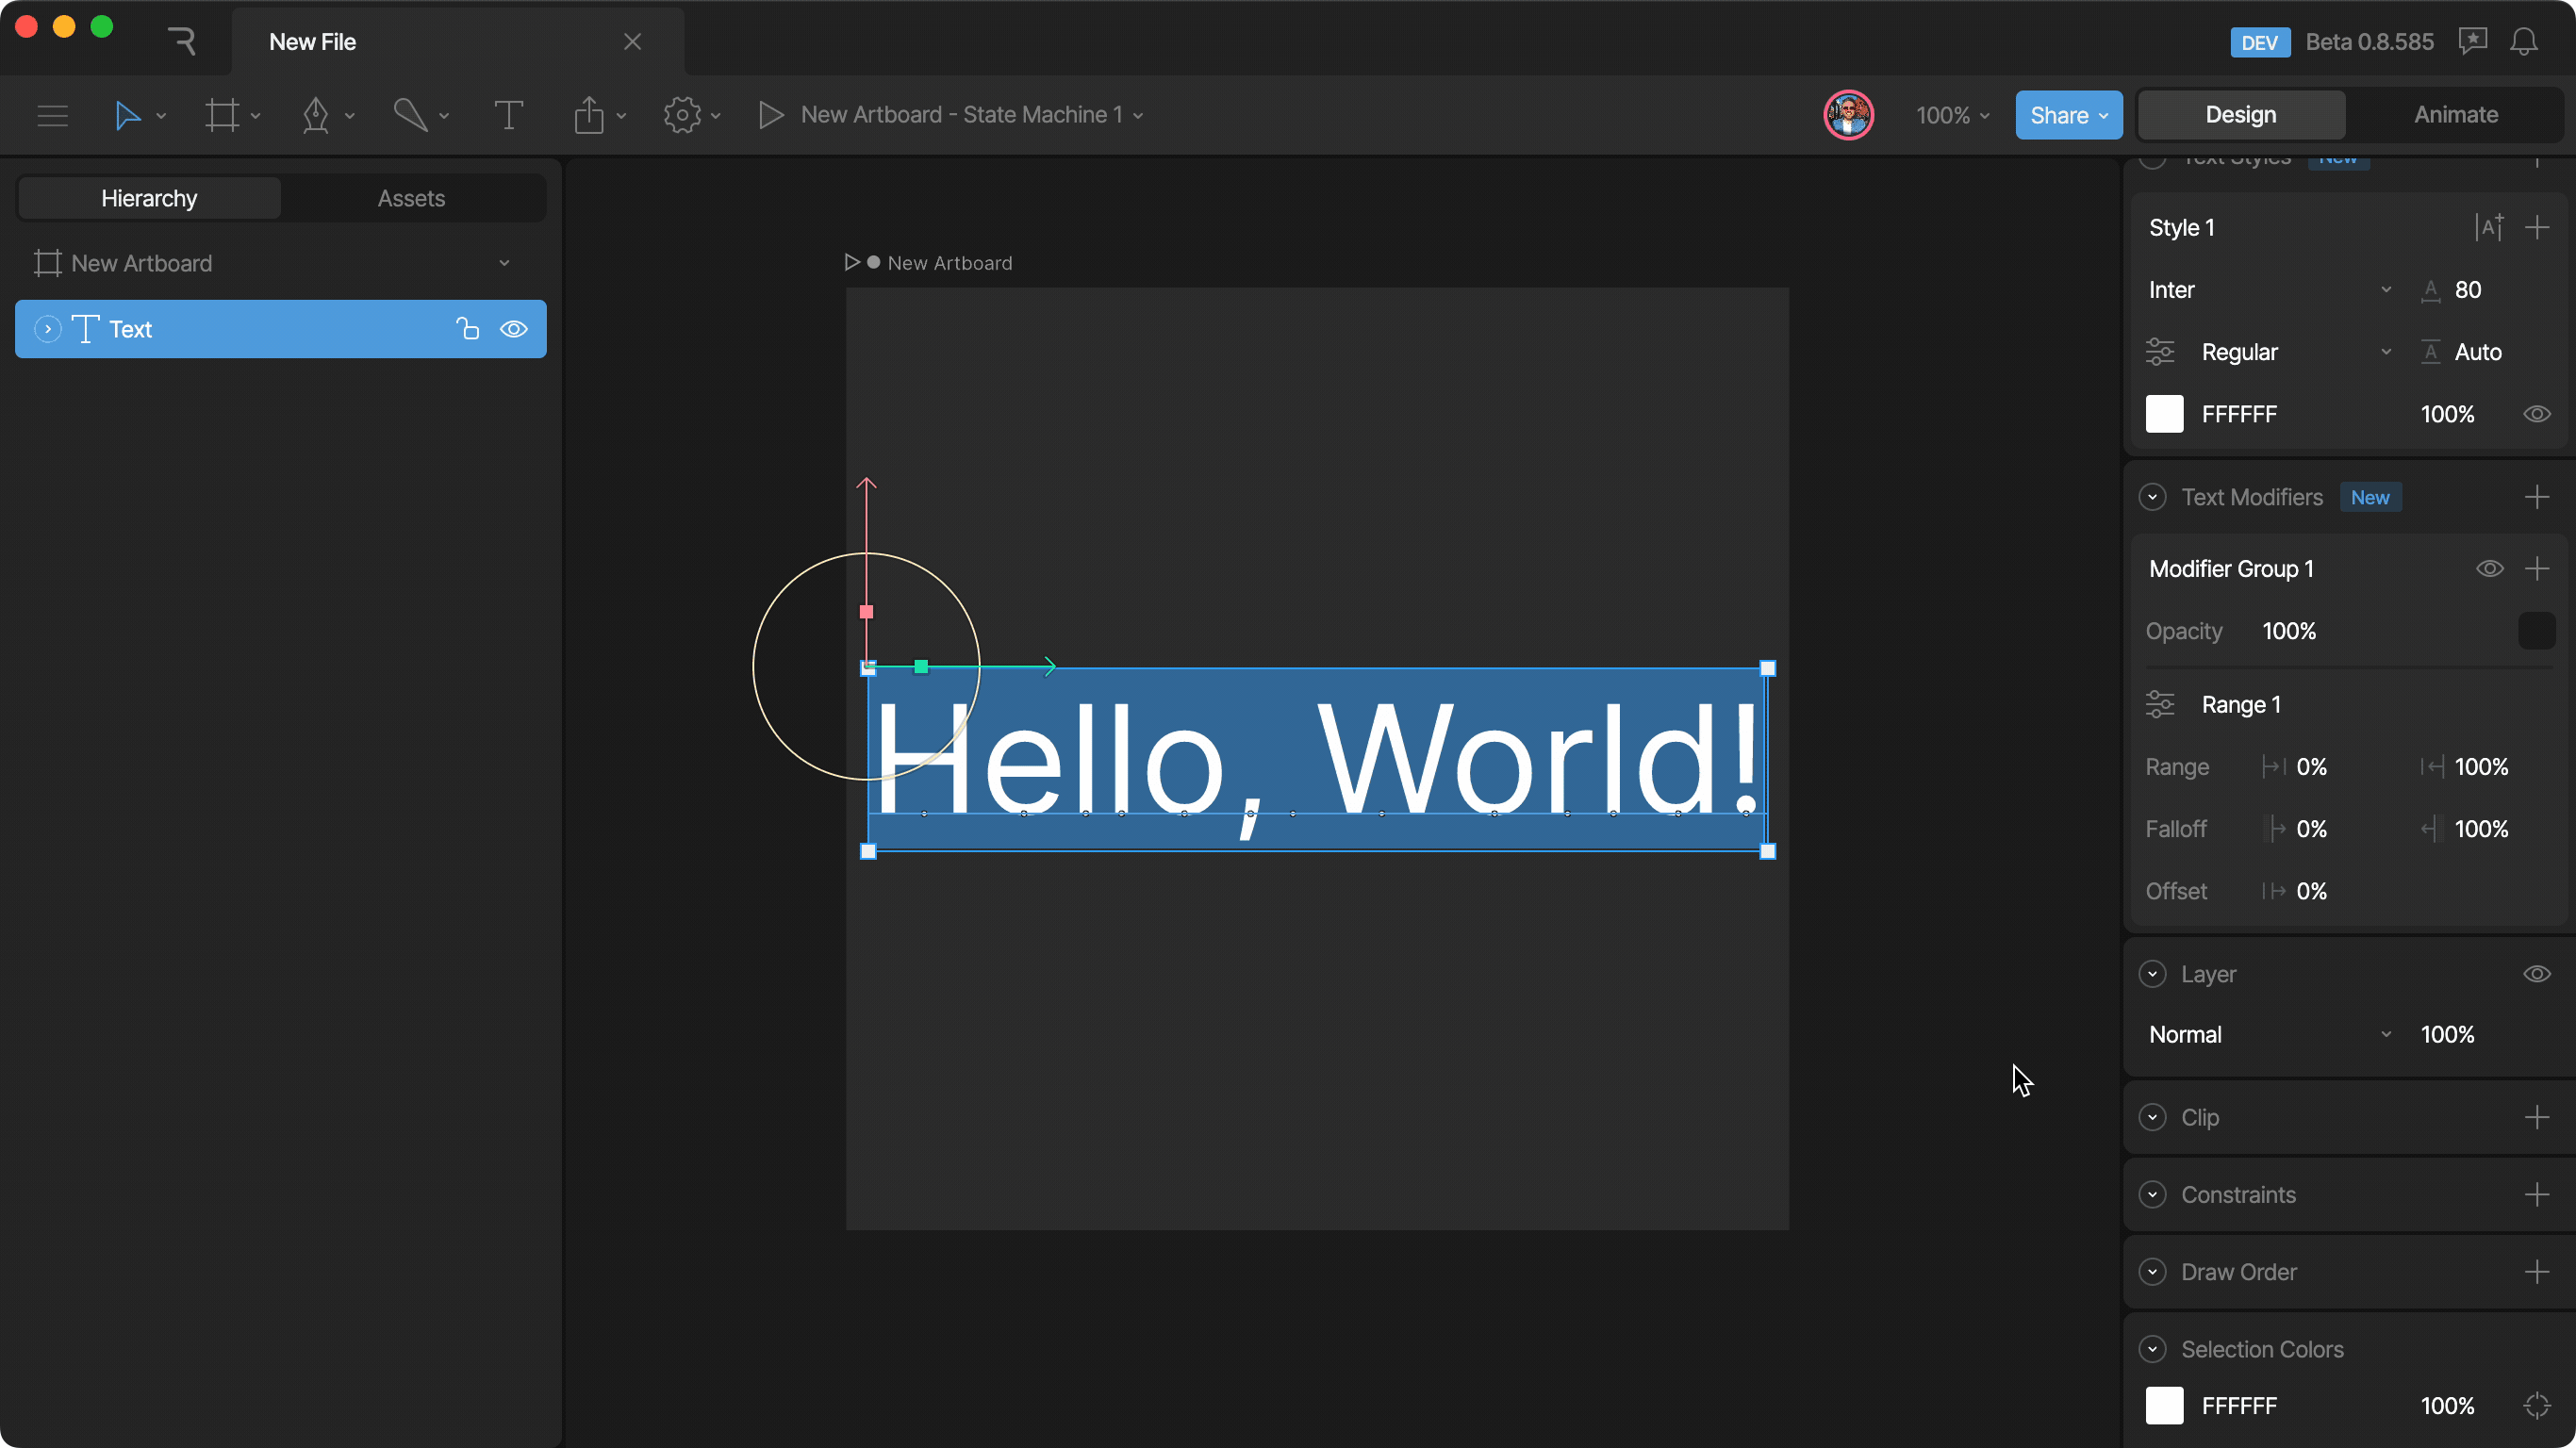 New File
DEV Beta 0.8.585
New Artboard - State Machine 1
100%
Share
Design
Animate
Hierarchy
Assets
New Artboard
Text
New Artboard
Hello, World!
Text Styles New
Style 1
Inter
80
Regular
Auto
FFFFFF
100%
Text Modifiers New
Modifier Group 1
Opacity 100%
Range 1
Range 0% 100%
Falloff 0% 100%
Offset 0%
Layer
Normal 100%
Clip
Constraints
Draw Order
Selection Colors
FFFFFF 100%